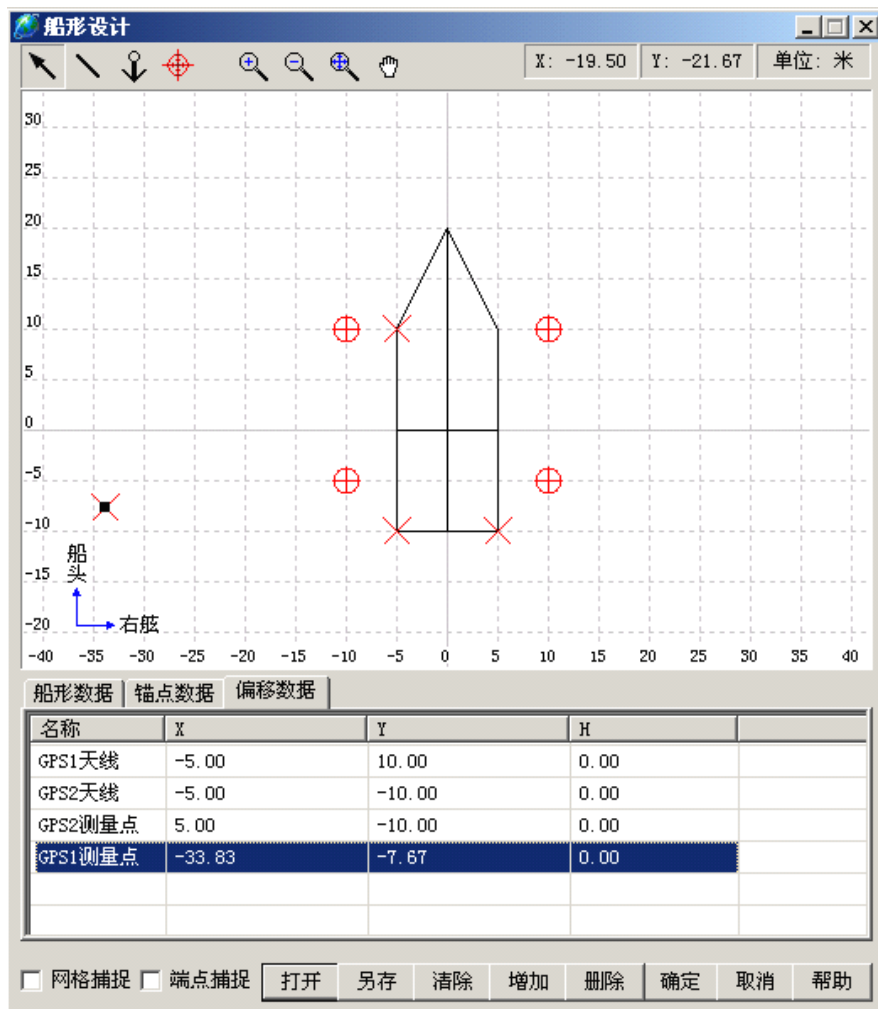 船形设计
X: -19.50 Y: -21.67 单位: 米
30
25
20
15
10
5
0
-5
-10
-15
-20
船头
右舷
-40 -35 -30 -25 -20 -15 -10 -5 0 5 10 15 20 25 30 35 40
船形数据 锚点数据 偏移数据
名称 X Y H
GPS1天线 -5.00 10.00 0.00
GPS2天线 -5.00 -10.00 0.00
GPS2测量点 5.00 -10.00 0.00
GPS1测量点 -33.83 -7.67 0.00
网格捕捉 端点捕捉 打开 另存 清除 增加 删除 确定 取消 帮助